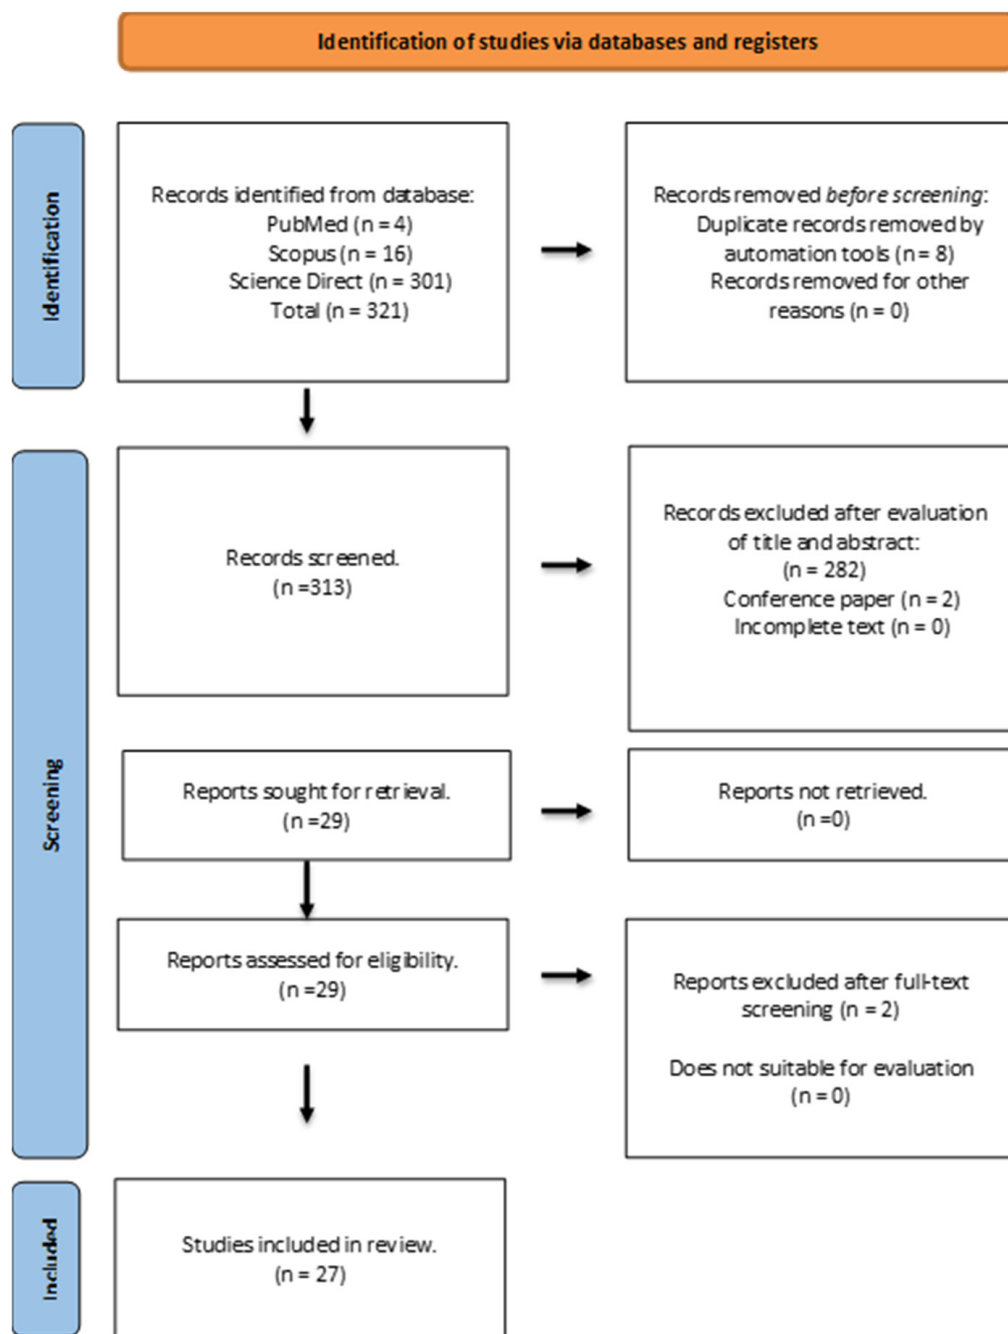 Identification of studies via databases and registers
Identification
Records identified from database:
PubMed (n = 4)
Scopus (n = 16)
Science Direct (n = 301)
Total (n = 321)
Records removed before screening:
Duplicate records removed by
automation tools (n = 8)
Records removed for other
reasons (n = 0)
Screening
Records screened.
(n =313)
Records excluded after evaluation
of title and abstract:
(n = 282)
Conference paper (n = 2)
Incomplete text (n = 0)
Reports sought for retrieval.
(n =29)
Reports not retrieved.
(n =0)
Reports assessed for eligibility.
(n =29)
Reports excluded after full-text
screening (n = 2)
Does not suitable for evaluation
(n = 0)
Included
Studies included in review.
(n = 27)